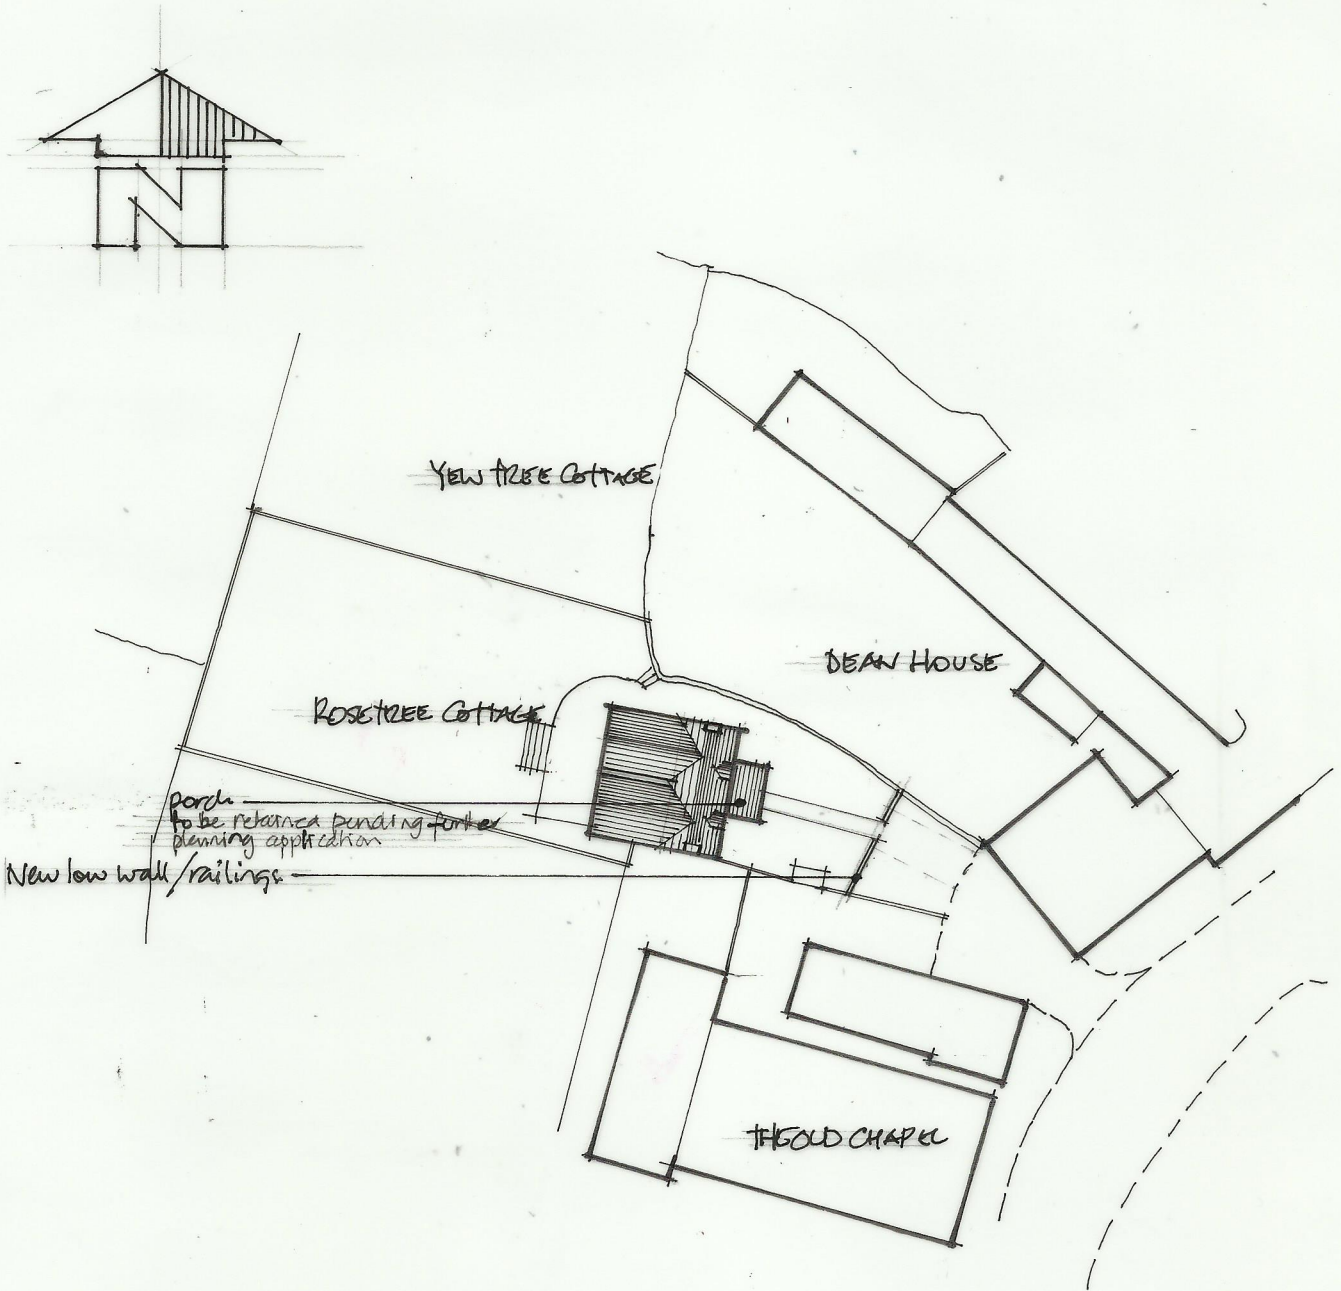 N
YEW TREE COTTAGE
DEAN HOUSE
ROSETREE COTTAGE
porch
to be retained pending further
planning application
New low wall/railings
THE OLD CHAPEL